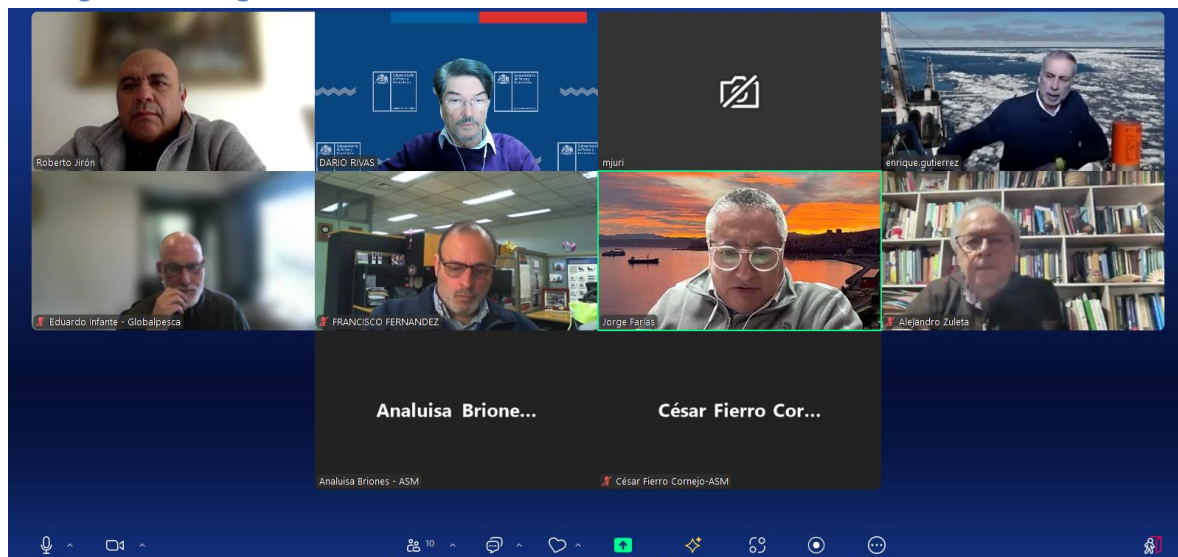 Roberto Jirón
DARIO RIVAS
mjuri
enrique.gutierrez
Eduardo Infante - Globalpesca
FRANCISCO FERNANDEZ
Jorge Farias
Alejandro Zuleta
Analuisa Brione...
César Fierro Cor...
Analuisa Briones - ASM
César Fierro Cornejo-ASM
10